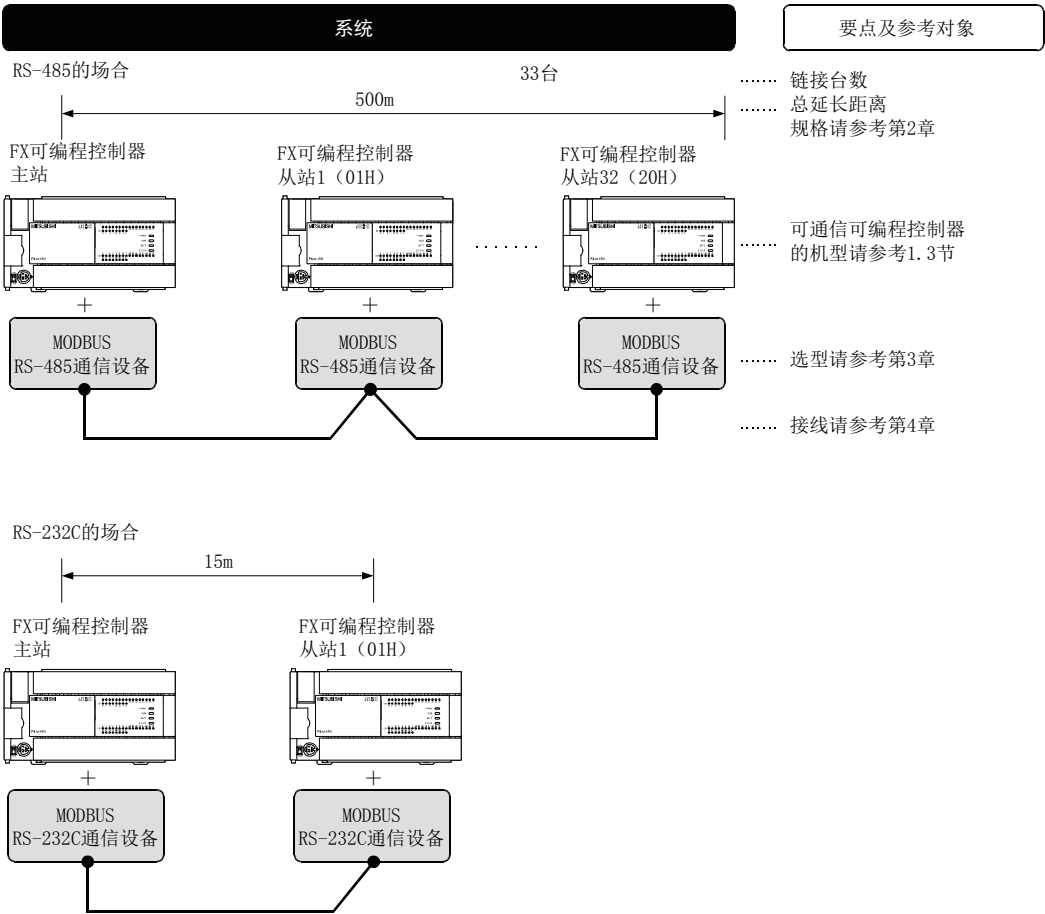 系统
要点及参考对象
RS-485的场合
33台
500m
链接台数
总延长距离
规格请参考第2章
FX可编程控制器
主站
FX可编程控制器
从站1（01H）
FX可编程控制器
从站32（20H）
MITSUBISHI
MITSUBISHI
MITSUBISHI
可通信可编程控制器
的机型请参考1.3节
+
+
+
MODBUS
RS-485通信设备
MODBUS
RS-485通信设备
MODBUS
RS-485通信设备
选型请参考第3章
接线请参考第4章
RS-232C的场合
15m
FX可编程控制器
主站
FX可编程控制器
从站1（01H）
MITSUBISHI
MITSUBISHI
+
+
MODBUS
RS-232C通信设备
MODBUS
RS-232C通信设备